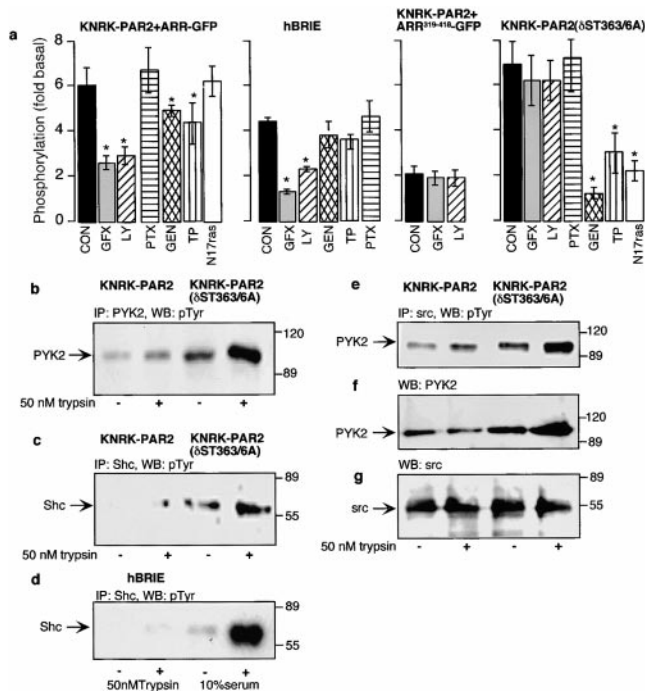 a
KNRK-PAR2+ARR-GFP
hBRIE
KNRK-PAR2+
ARR319-418-GFP
KNRK-PAR2(δST363/6A)
Phosphorylation (fold basal)
8
6
4
2
0
* * * *
* *
* * *
CON GFX LY PTX GEN TP N17ras
CON GFX LY GEN TP PTX
CON GFX LY
CON GFX LY PTX GEN TP N17ras
b
KNRK-PAR2 KNRK-PAR2
(δST363/6A)
IP: PYK2, WB: pTyr
PYK2
120
89
50 nM trypsin - + - +
c
KNRK-PAR2 KNRK-PAR2
(δST363/6A)
IP: Shc, WB: pTyr
Shc
89
55
- + - +
50 nM trypsin
d
hBRIE
IP: Shc, WB: pTyr
Shc
89
55
- + - +
50nMTrypsin 10%serum
e
KNRK-PAR2 KNRK-PAR2
(δST363/6A)
IP: src, WB: pTyr
PYK2
120
89
f
WB: PYK2
PYK2
120
89
g
WB: src
src
89
55
50 nM trypsin - + - +